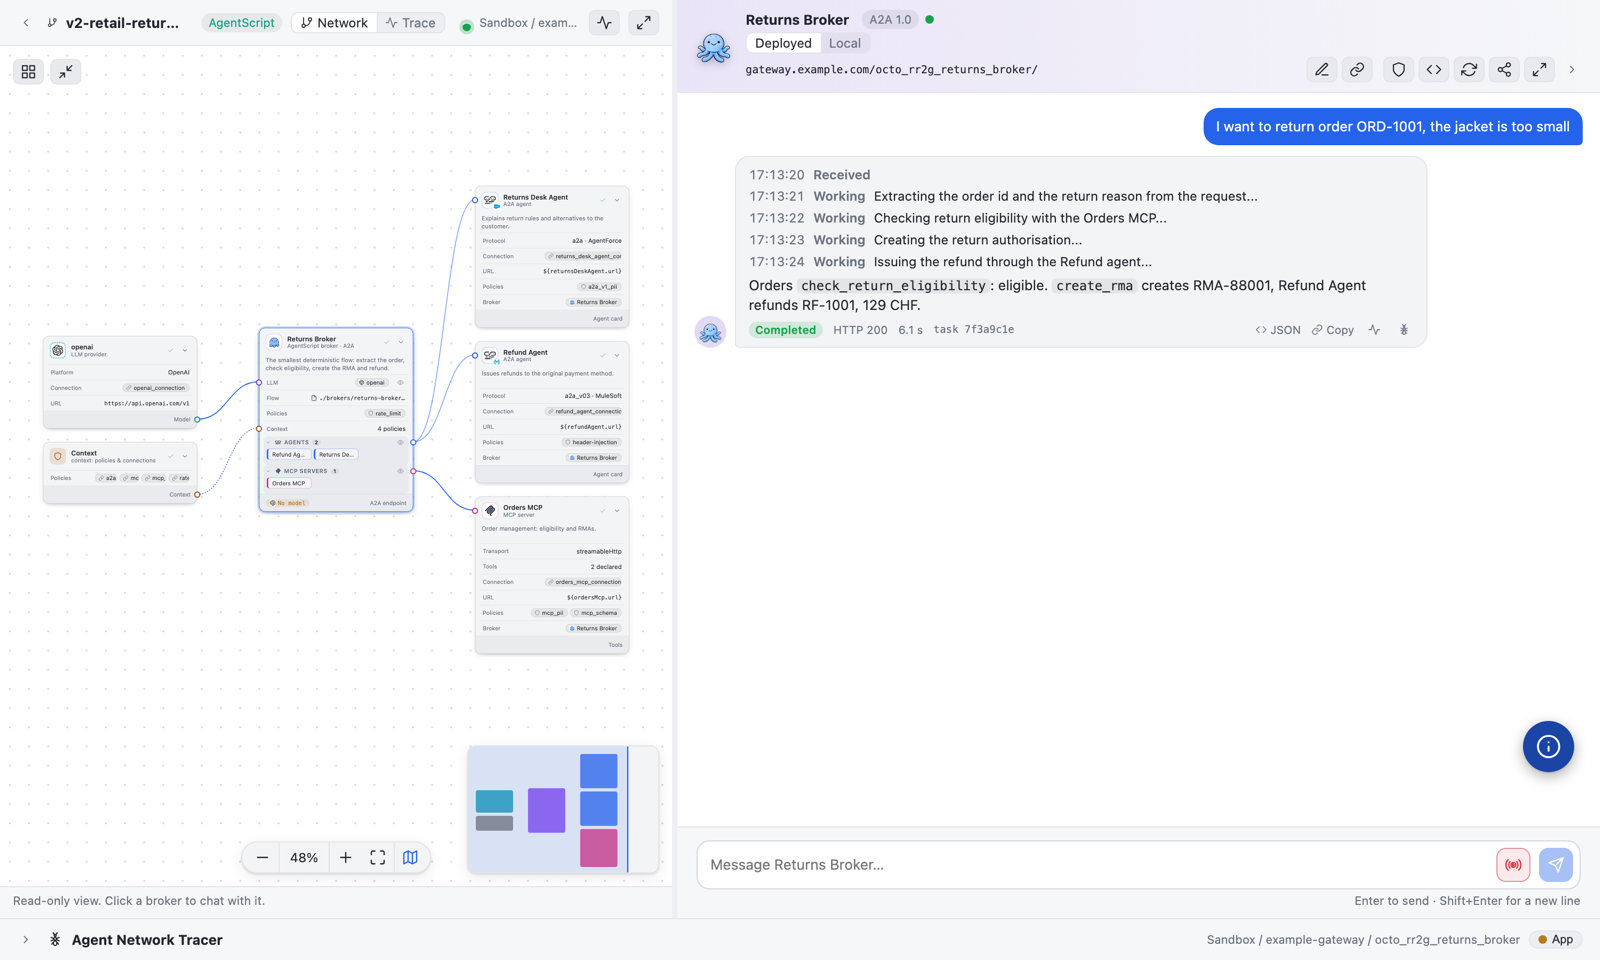 v2-retail-retur...
AgentScript
Network
Trace
Sandbox / exam...
Returns Desk Agent
A2A agent
Explains return rules and alternatives to the
customer.
Protocol
a2a · AgentForce
Connection
returns_desk_agent_cor
URL
${returnsDeskAgent.url}
Policies
a2a_v1_pii
Broker
Returns Broker
Agent card
openai
LLM provider
Platform
OpenAI
Connection
openai_connection
URL
https://api.openai.com/v1
Model
Context
context: policies & connections
Policies
a2a
mc
mcp_
rate
Context
Returns Broker
AgentScript broker · A2A
The smallest deterministic flow: extract the order,
check eligibility, create the RMA and refund.
LLM
openai
Flow
./brokers/returns-broker…
Policies
rate_limit
Context
4 policies
AGENTS 2
Refund Ag...
Returns De...
MCP SERVERS 1
Orders MCP
No model
A2A endpoint
Refund Agent
A2A agent
Issues refunds to the original payment method.
Protocol
a2a_v03 · MuleSoft
Connection
refund_agent_connectic
URL
${refundAgent.url}
Policies
header-injection
Broker
Returns Broker
Agent card
Orders MCP
MCP server
Order management: eligibility and RMAs.
Transport
streamableHttp
Tools
2 declared
Connection
orders_mcp_connection
URL
${ordersMcp.url}
Policies
mcp_pii
mcp_schema
Broker
Returns Broker
Tools
48%
Read-only view. Click a broker to chat with it.
Returns Broker
A2A 1.0
Deployed
Local
gateway.example.com/octo_rr2g_returns_broker/
I want to return order ORD-1001, the jacket is too small
17:13:20 Received
17:13:21 Working Extracting the order id and the return reason from the request...
17:13:22 Working Checking return eligibility with the Orders MCP...
17:13:23 Working Creating the return authorisation...
17:13:24 Working Issuing the refund through the Refund agent...
Orders check_return_eligibility : eligible. create_rma creates RMA-88001, Refund Agent
refunds RF-1001, 129 CHF.
Completed
HTTP 200
6.1 s
task 7f3a9c1e
JSON
Copy
Message Returns Broker...
Enter to send · Shift+Enter for a new line
Agent Network Tracer
Sandbox / example-gateway / octo_rr2g_returns_broker
App